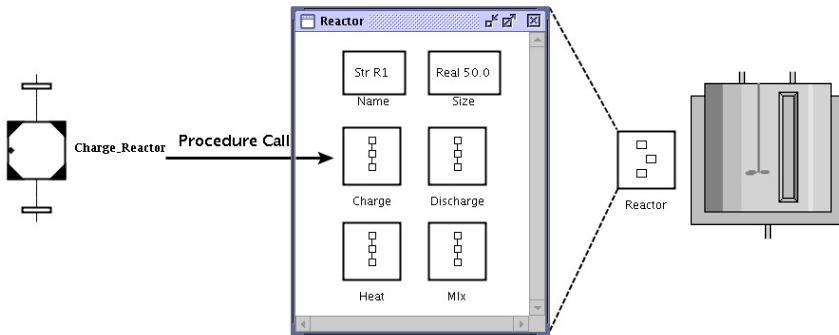 Reactor
Str R1
Real 50.0
Name
Size
Charge_Reactor
Procedure Call
Charge
Discharge
Reactor
Heat
MIx